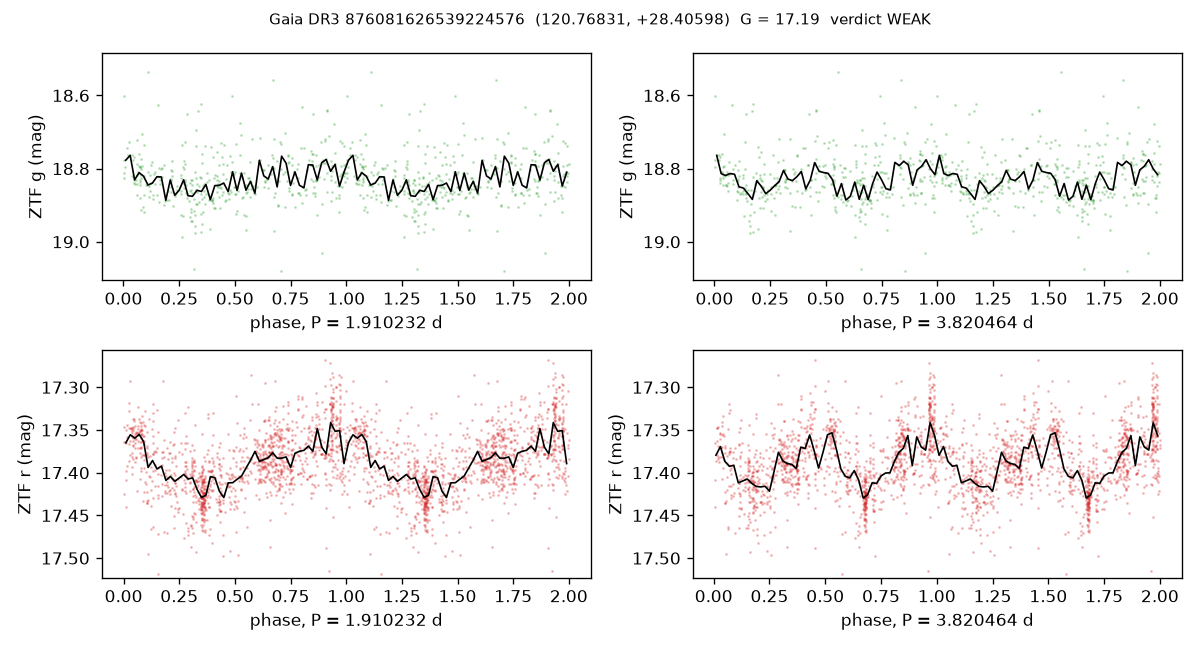 Gaia DR3 876081626539224576  (120.76831, +28.40598)  G = 17.19  verdict WEAK
ZTF g (mag)
18.6
18.8
19.0
0.00 0.25 0.50 0.75 1.00 1.25 1.50 1.75 2.00
phase, P = 1.910232 d
ZTF g (mag)
18.6
18.8
19.0
0.00 0.25 0.50 0.75 1.00 1.25 1.50 1.75 2.00
phase, P = 3.820464 d
ZTF r (mag)
17.30
17.35
17.40
17.45
17.50
0.00 0.25 0.50 0.75 1.00 1.25 1.50 1.75 2.00
phase, P = 1.910232 d
ZTF r (mag)
17.30
17.35
17.40
17.45
17.50
0.00 0.25 0.50 0.75 1.00 1.25 1.50 1.75 2.00
phase, P = 3.820464 d